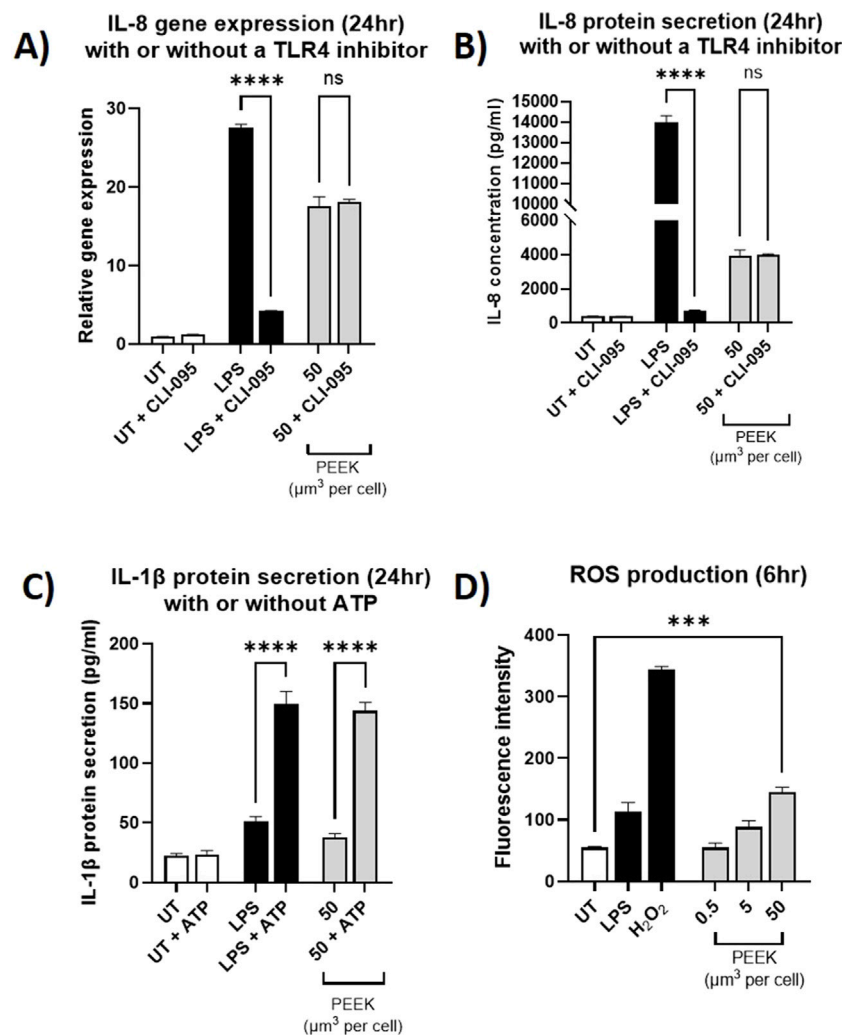 A)
IL-8 gene expression (24hr)
with or without a TLR4 inhibitor
****
ns
Relative gene expression
30
20
10
0
UT
UT + CLI-095
LPS
LPS + CLI-095
50
50 + CLI-095
PEEK
(µm³ per cell)
B)
IL-8 protein secretion (24hr)
with or without a TLR4 inhibitor
****
ns
IL-8 concentration (pg/ml)
15000
14000
13000
12000
11000
10000
6000
4000
2000
0
UT
UT + CLI-095
LPS
LPS + CLI-095
50
50 + CLI-095
PEEK
(µm³ per cell)
C)
IL-1β protein secretion (24hr)
with or without ATP
****
****
IL-1β protein secretion (pg/ml)
200
150
100
50
0
UT
UT + ATP
LPS
LPS + ATP
50
50 + ATP
PEEK
(µm³ per cell)
D)
ROS production (6hr)
***
Fluorescence intensity
400
300
200
100
0
UT
LPS
H₂O₂
0.5
5
50
PEEK
(µm³ per cell)